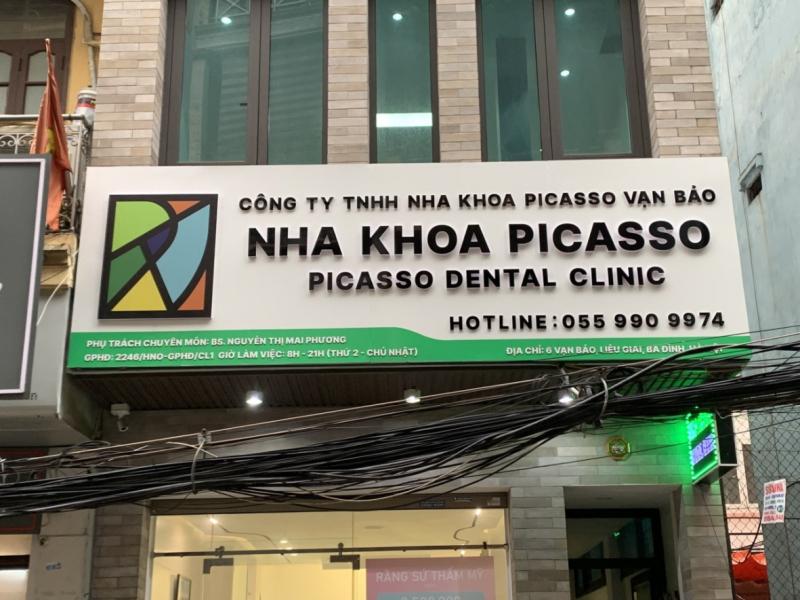 CÔNG TY TNHH NHA KHOA PICASSO VẠN BẢO
NHA KHOA PICASSO
PICASSO DENTAL CLINIC
HOTLINE: 055 990 9974
PHỤ TRÁCH CHUYÊN MÔN: BS. NGUYỄN THỊ MAI PHƯƠNG
GPHĐ: 2246/HNO-GPHĐ/CL1 GIỜ LÀM VIỆC: 8H - 21H (THỨ 2 - CHỦ NHẬT)
ĐỊA CHỈ: 6 VẠN BẢO, LIỄU GIAI, BA ĐÌNH,
RĂNG SỨ THẨM MỸ